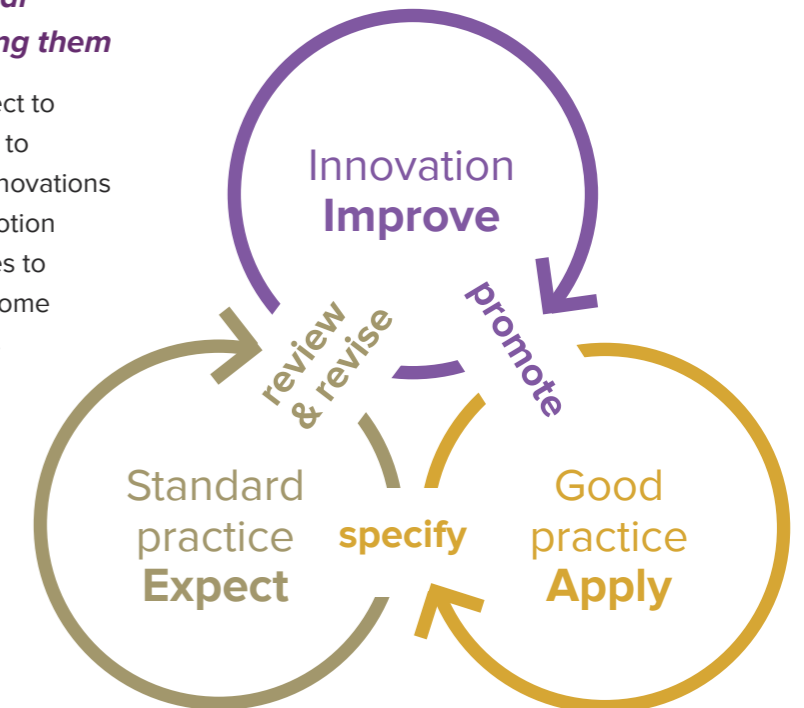 ng them
ect to
to
novations
otion
es to
ome
Innovation
Improve
promote
review
& revise
Standard
practice
Expect
specify
Good
practice
Apply